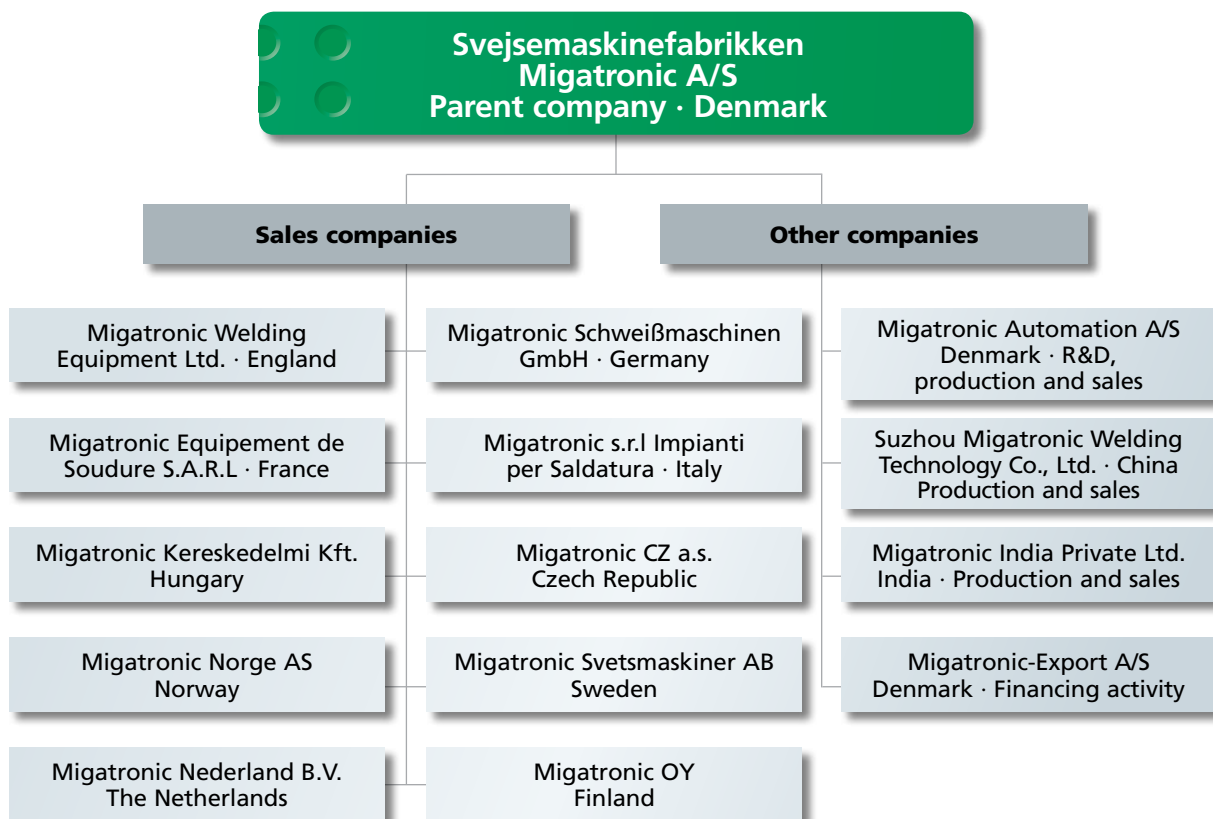 Svejsemaskinefabrikken
Migatronic A/S
Parent company · Denmark
Sales companies
Other companies
Migatronic Welding
Equipment Ltd. · England
Migatronic Schweißmaschinen
GmbH · Germany
Migatronic Automation A/S
Denmark · R&D,
production and sales
Migatronic Equipement de
Soudure S.A.R.L · France
Migatronic s.r.l Impianti
per Saldatura · Italy
Suzhou Migatronic Welding
Technology Co., Ltd. · China
Production and sales
Migatronic Kereskedelmi Kft.
Hungary
Migatronic CZ a.s.
Czech Republic
Migatronic India Private Ltd.
India · Production and sales
Migatronic Norge AS
Norway
Migatronic Svetsmaskiner AB
Sweden
Migatronic-Export A/S
Denmark · Financing activity
Migatronic Nederland B.V.
The Netherlands
Migatronic OY
Finland